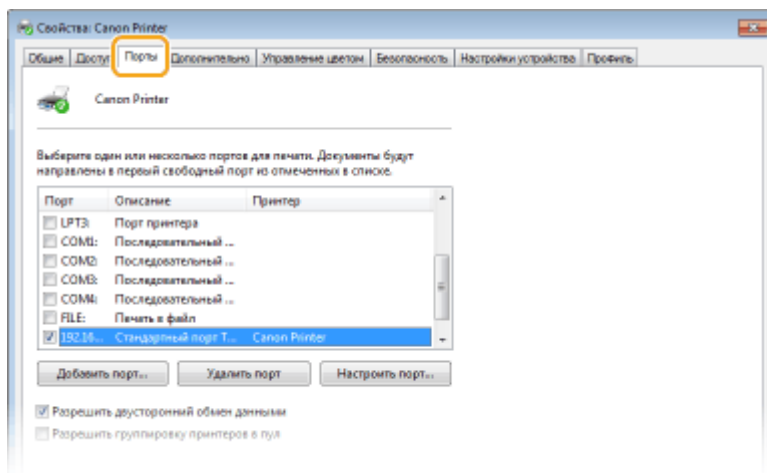 Свойства: Canon Printer
Общие Доступ Порты Дополнительно Управление цветом Безопасность Настройки устройства Профиль
Canon Printer
Выберите один или несколько портов для печати. Документы будут
направлены в первый свободный порт из отмеченных в списке.
Порт Описание Принтер
LPT3: Порт принтера
COM1: Последовательный ...
COM2: Последовательный ...
COM3: Последовательный ...
COM4: Последовательный ...
FILE: Печать в файл
192.16... Стандартный порт T... Canon Printer
Добавить порт... Удалить порт Настроить порт...
Разрешить двусторонний обмен данными
Разрешить группировку принтеров в пул